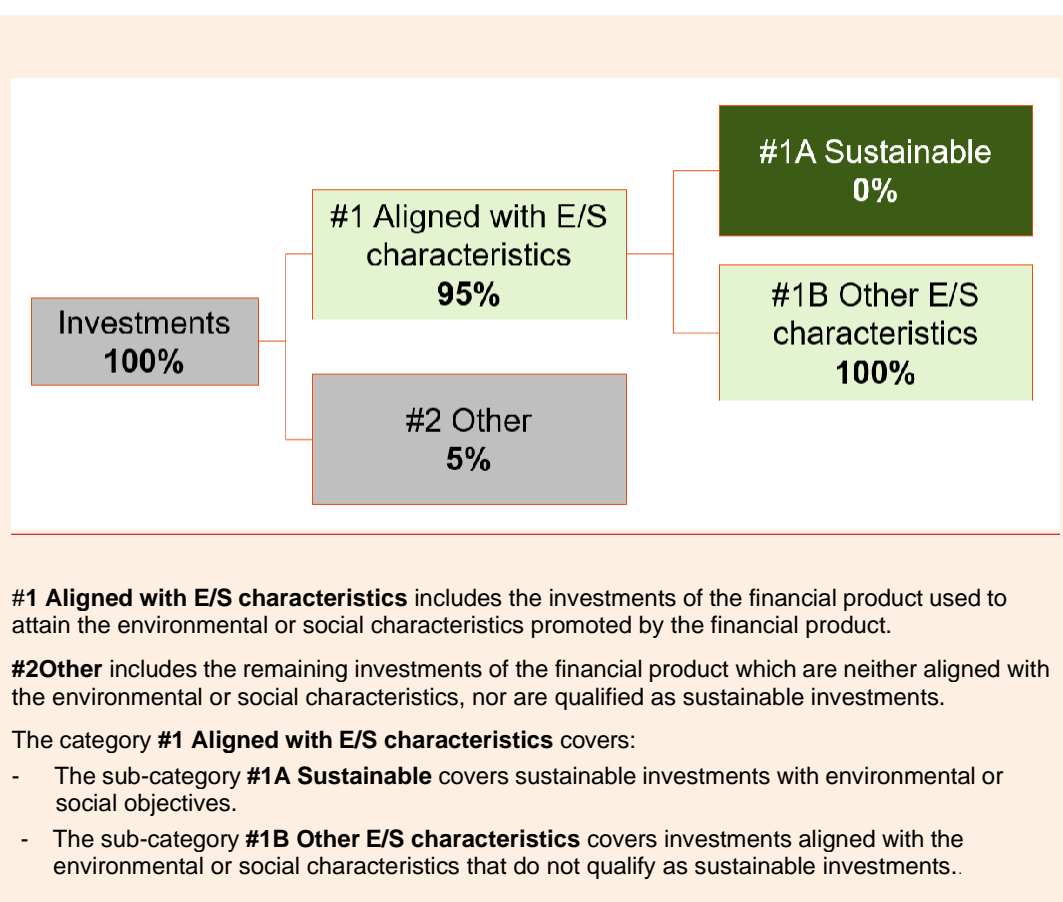 #1A Sustainable
0%
#1 Aligned with E/S
characteristics
95%
#1B Other E/S
characteristics
100%
Investments
100%
#2 Other
5%
#1 Aligned with E/S characteristics includes the investments of the financial product used to
attain the environmental or social characteristics promoted by the financial product.
#2Other includes the remaining investments of the financial product which are neither aligned with
the environmental or social characteristics, nor are qualified as sustainable investments.
The category #1 Aligned with E/S characteristics covers:
- The sub-category #1A Sustainable covers sustainable investments with environmental or
social objectives.
- The sub-category #1B Other E/S characteristics covers investments aligned with the
environmental or social characteristics that do not qualify as sustainable investments..